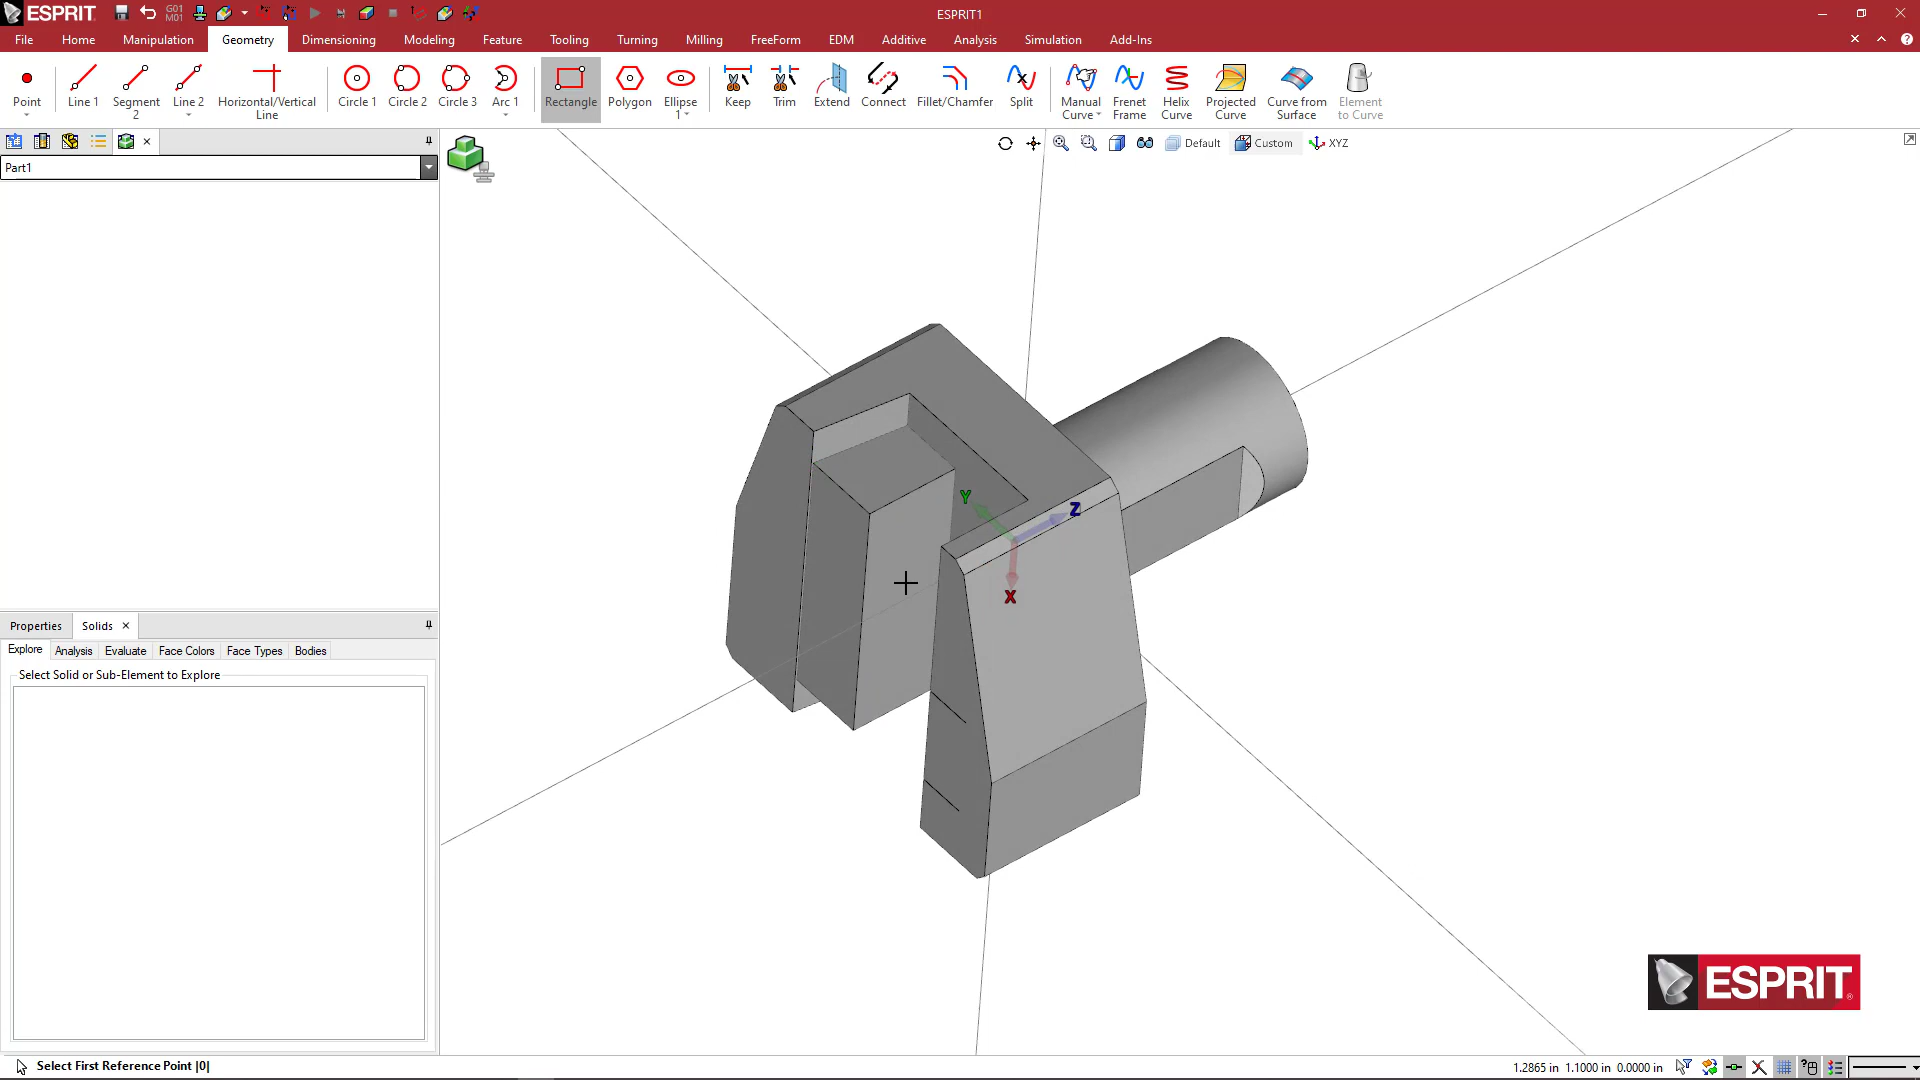 ESPRIT
G01
M01
ESPRIT1
File Home Manipulation Geometry Dimensioning Modeling Feature Tooling Turning Milling FreeForm EDM Additive Analysis Simulation Add-Ins
Point Line 1 Segment 2 Line 2 Horizontal/Vertical Line Circle 1 Circle 2 Circle 3 Arc 1 Rectangle Polygon Ellipse 1 Keep Trim Extend Connect Fillet/Chamfer Split Manual Curve Frenet Frame Helix Curve Projected Curve Curve from Surface Element to Curve
Default Custom XYZ
Part1
Y
Z
X
Properties Solids
Explore Analysis Evaluate Face Colors Face Types Bodies
Select Solid or Sub-Element to Explore
ESPRIT
Select First Reference Point |0|
1.2865 in 1.1000 in 0.0000 in